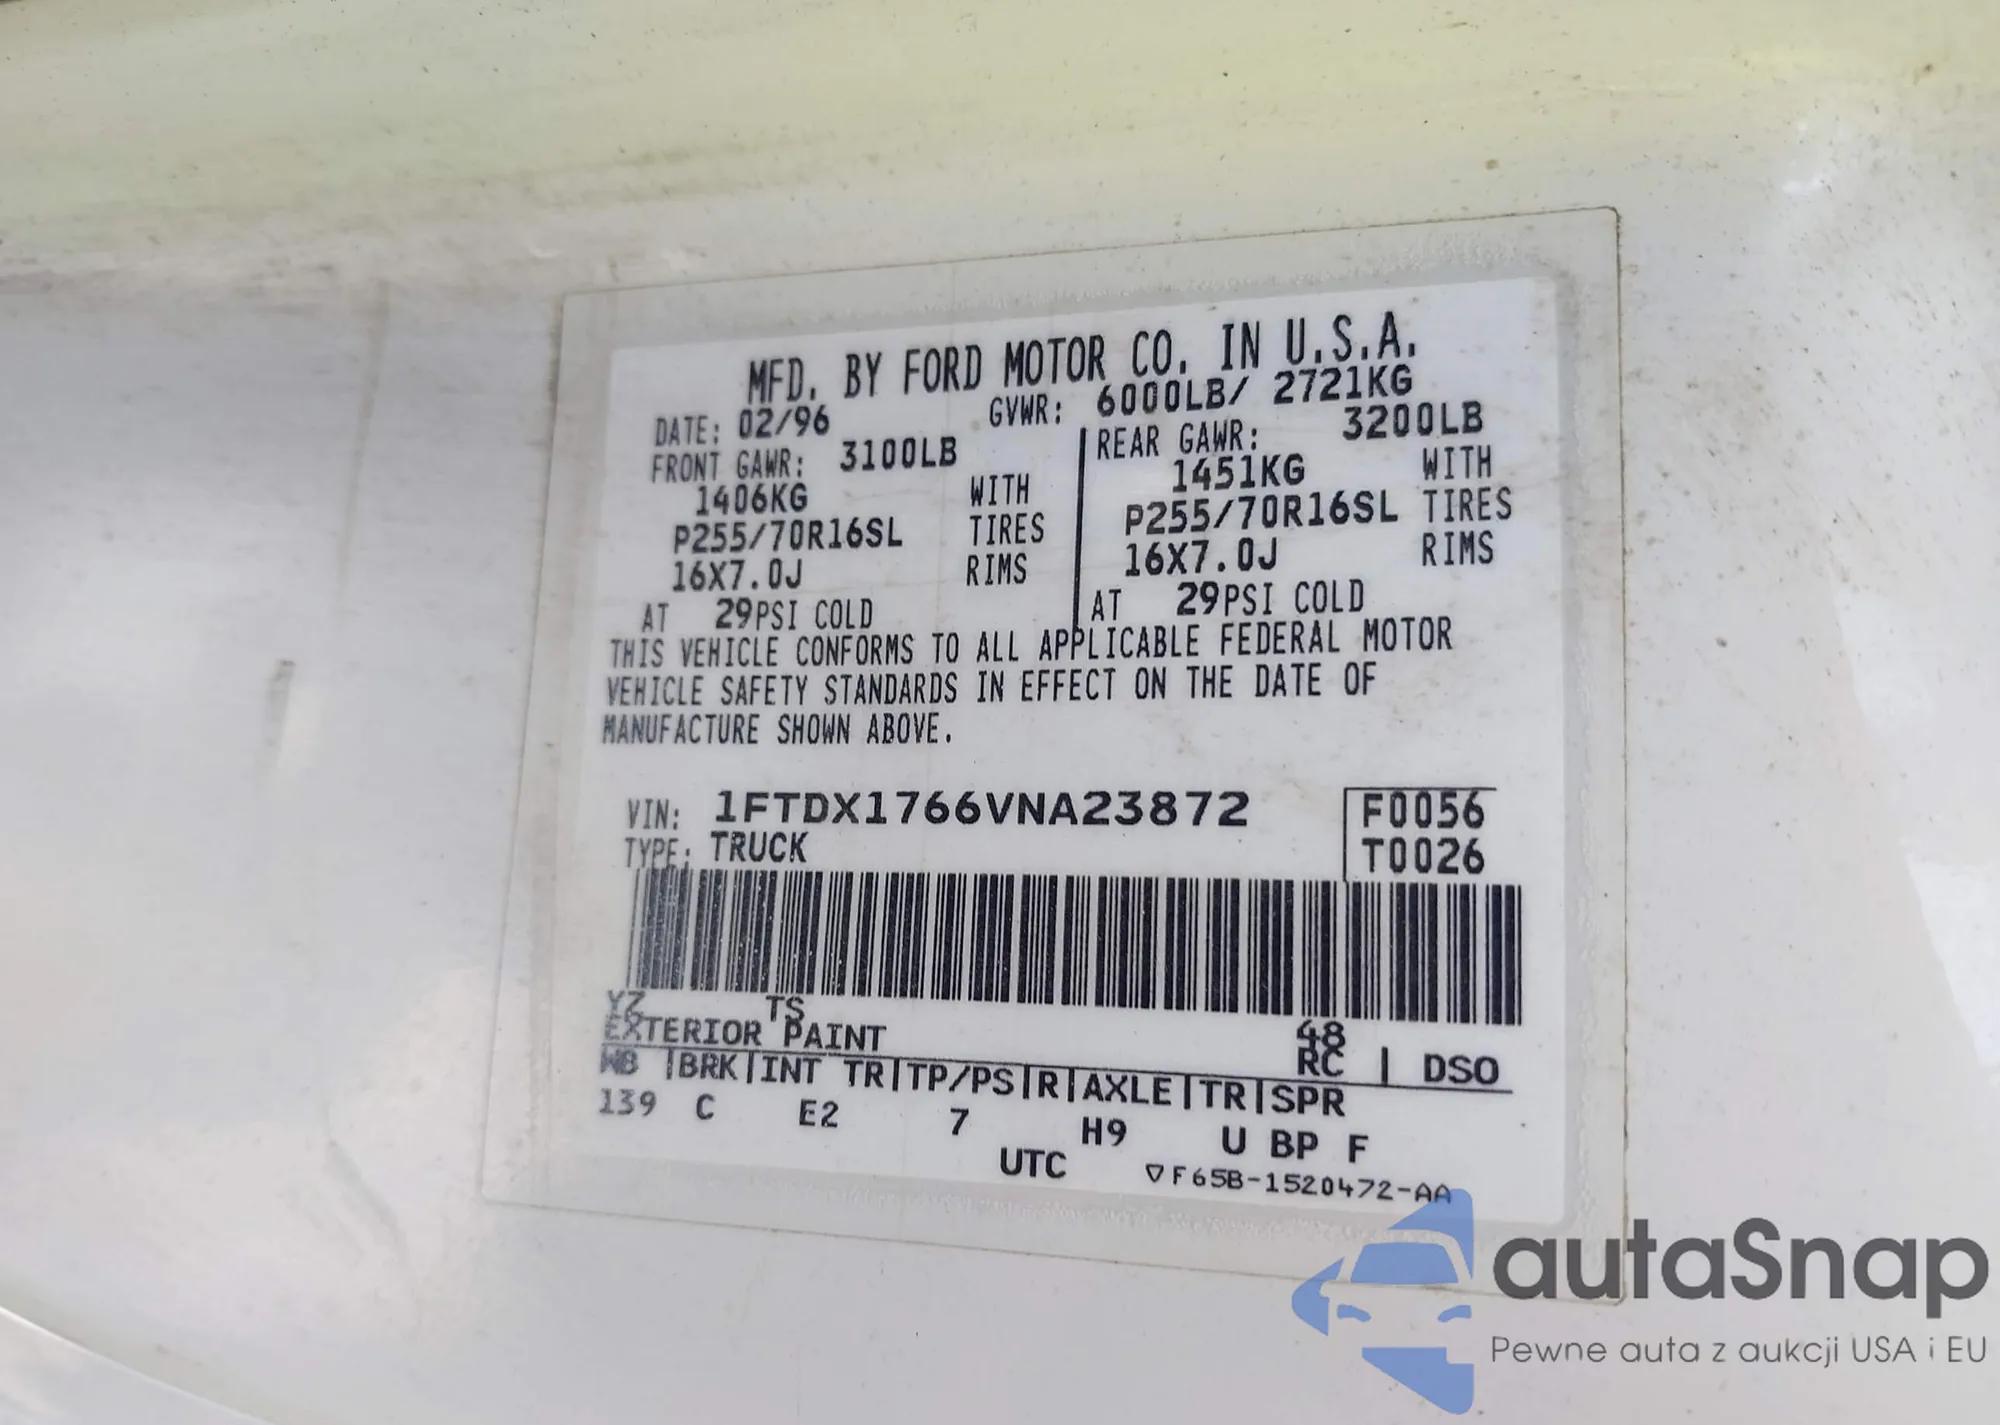 MFD. BY FORD MOTOR CO. IN U.S.A.
DATE: 02/96 GVWR: 6000LB/ 2721KG
FRONT GAWR: 3100LB REAR GAWR: 3200LB
1406KG WITH 1451KG WITH
P255/70R16SL TIRES P255/70R16SL TIRES
16X7.0J RIMS 16X7.0J RIMS
AT 29PSI COLD AT 29PSI COLD
THIS VEHICLE CONFORMS TO ALL APPLICABLE FEDERAL MOTOR
VEHICLE SAFETY STANDARDS IN EFFECT ON THE DATE OF
MANUFACTURE SHOWN ABOVE.
VIN: 1FTDX1766VNA23872 F0056
TYPE: TRUCK T0026
YZ TS 48
EXTERIOR PAINT RC | DSO
WB |BRK|INT TR|TP/PS|R|AXLE|TR|SPR
139 C E2 7 H9 U BP F
UTC ▽F65B-1520472-AA
autaSnap
Pewne auta z aukcji USA i EU